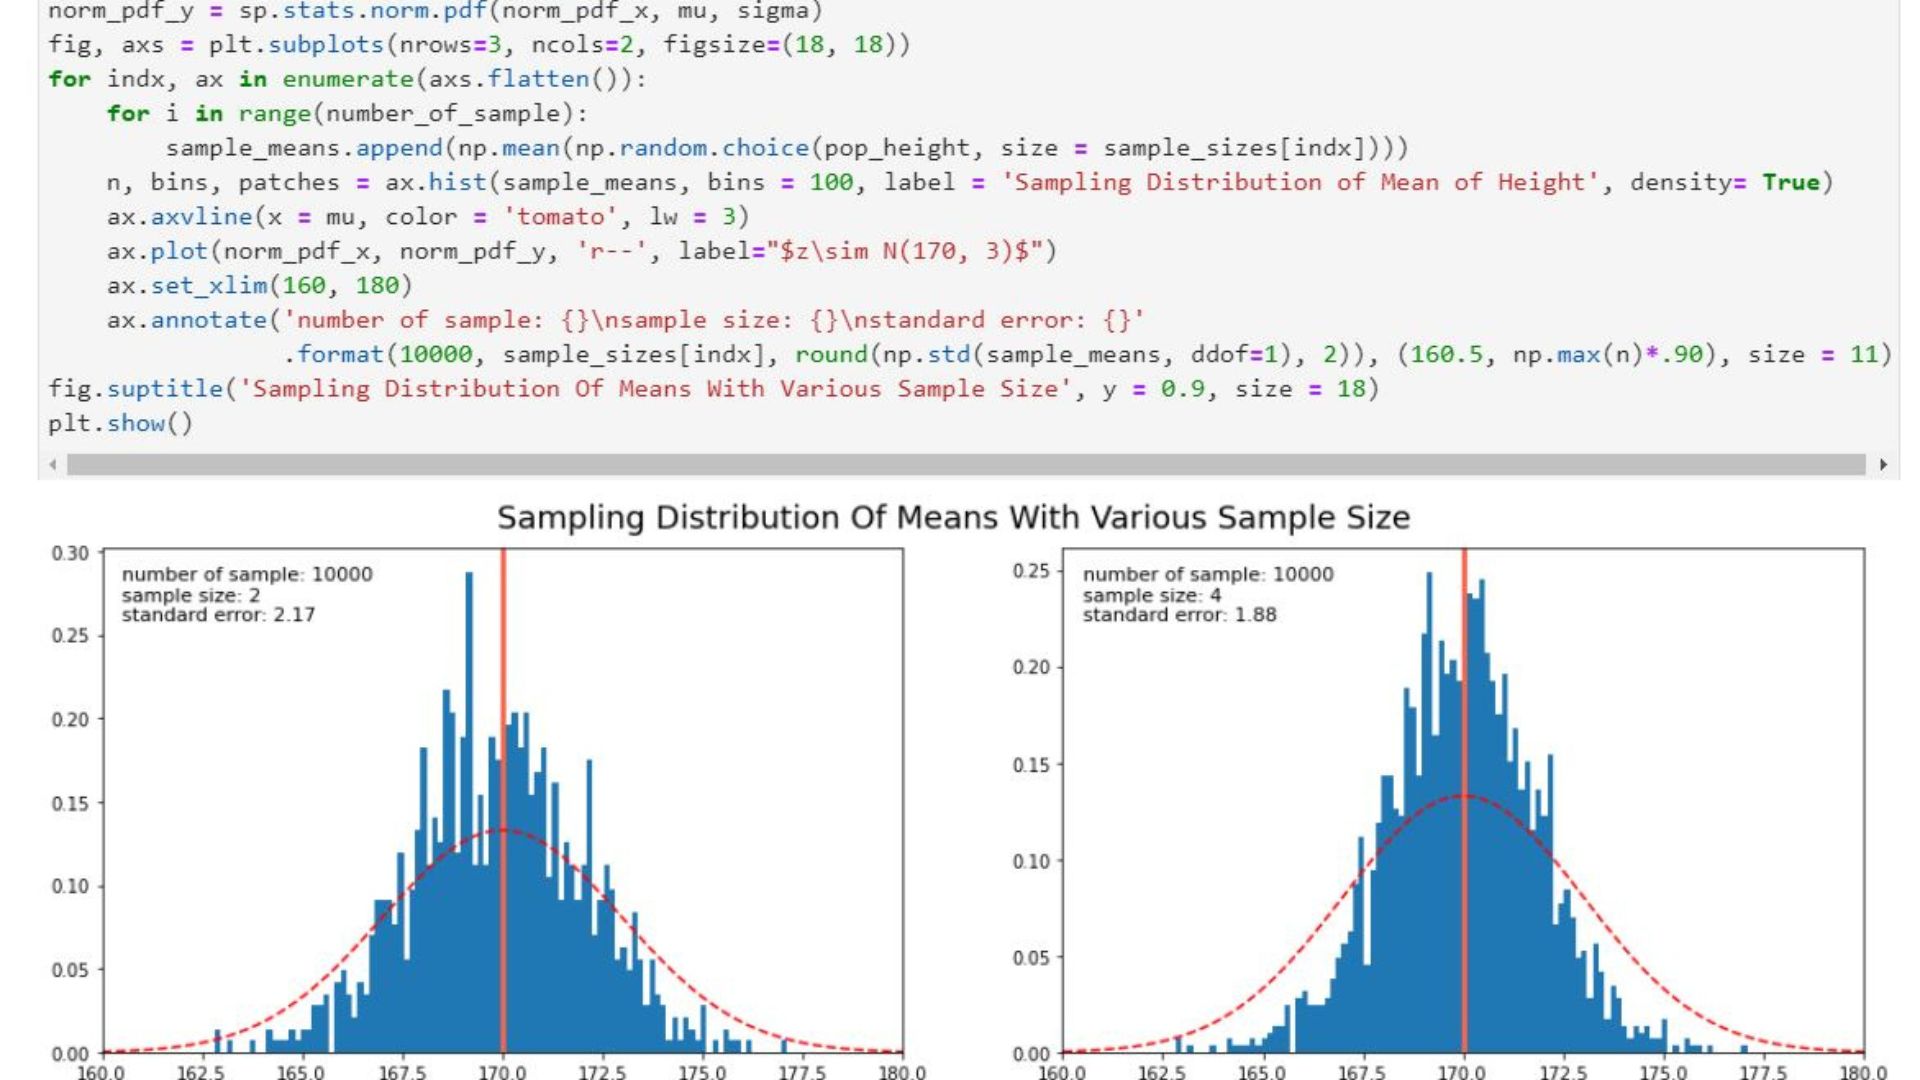 norm_pdf_y = sp.stats.norm.pdf(norm_pdf_x, mu, sigma)
fig, axs = plt.subplots(nrows=3, ncols=2, figsize=(18, 18))
for indx, ax in enumerate(axs.flatten()):
    for i in range(number_of_sample):
        sample_means.append(np.mean(np.random.choice(pop_height, size = sample_sizes[indx])))
    n, bins, patches = ax.hist(sample_means, bins = 100, label = 'Sampling Distribution of Mean of Height', density= True)
    ax.axvline(x = mu, color = 'tomato', lw = 3)
    ax.plot(norm_pdf_x, norm_pdf_y, 'r--', label="$z\sim N(170, 3)$")
    ax.set_xlim(160, 180)
    ax.annotate('number of sample: {}\nsample size: {}\nstandard error: {}'
                .format(10000, sample_sizes[indx], round(np.std(sample_means, ddof=1), 2)), (160.5, np.max(n)*.90), size = 11)
fig.suptitle('Sampling Distribution Of Means With Various Sample Size', y = 0.9, size = 18)
plt.show()
Sampling Distribution Of Means With Various Sample Size
number of sample: 10000
sample size: 2
standard error: 2.17
0.30
0.25
0.20
0.15
0.10
0.05
0.00
160.0 162.5 165.0 167.5 170.0 172.5 175.0 177.5 180.0
number of sample: 10000
sample size: 4
standard error: 1.88
0.25
0.20
0.15
0.10
0.05
0.00
160.0 162.5 165.0 167.5 170.0 172.5 175.0 177.5 180.0